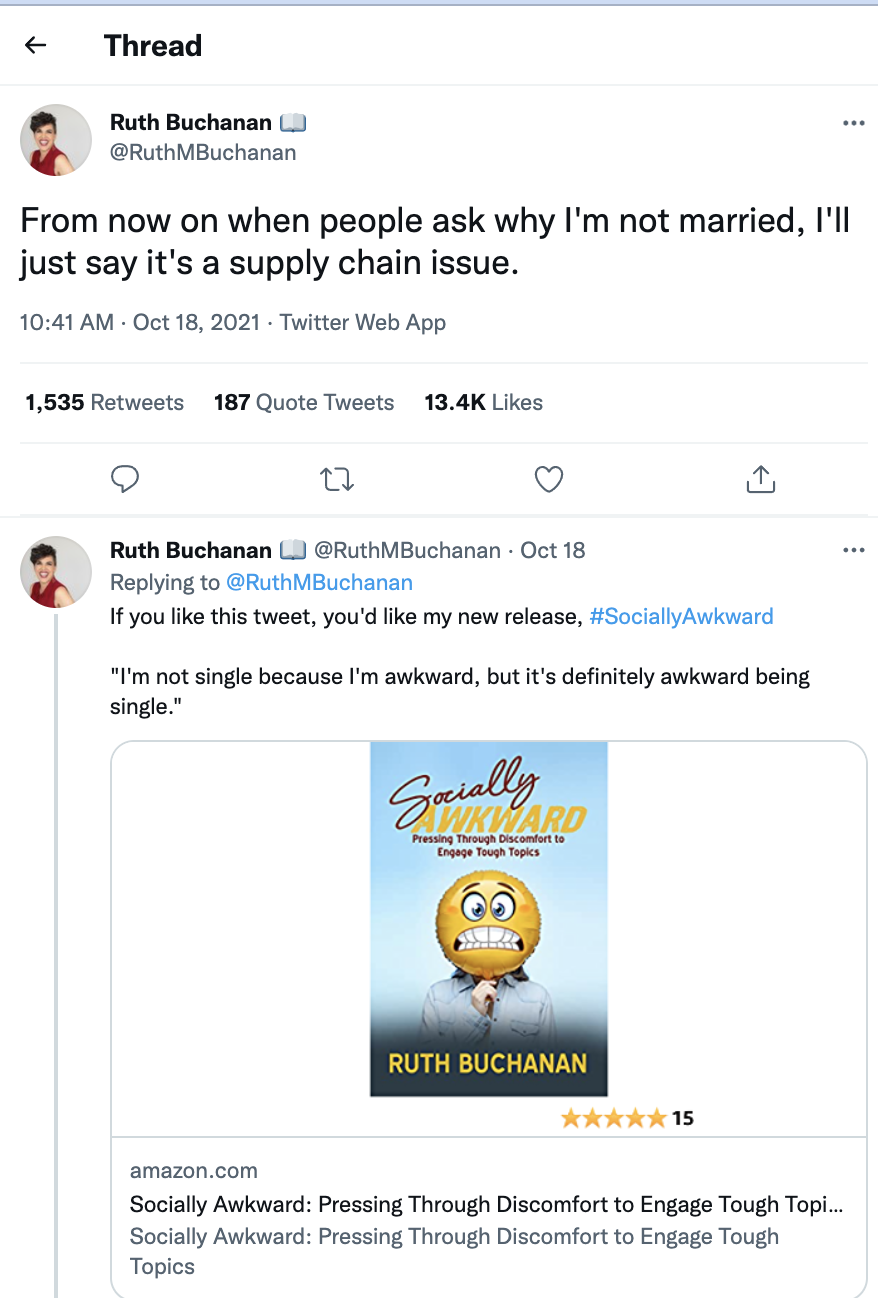 Thread
Ruth Buchanan 📖
@RuthMBuchanan
From now on when people ask why I'm not married, I'll
just say it's a supply chain issue.
10:41 AM · Oct 18, 2021 · Twitter Web App
1,535 Retweets 187 Quote Tweets 13.4K Likes
Ruth Buchanan 📖 @RuthMBuchanan · Oct 18
Replying to @RuthMBuchanan
If you like this tweet, you'd like my new release, #SociallyAwkward
"I'm not single because I'm awkward, but it's definitely awkward being
single."
Socially
AWKWARD
Pressing Through Discomfort to
Engage Tough Topics
RUTH BUCHANAN
15
amazon.com
Socially Awkward: Pressing Through Discomfort to Engage Tough Topi...
Socially Awkward: Pressing Through Discomfort to Engage Tough
Topics